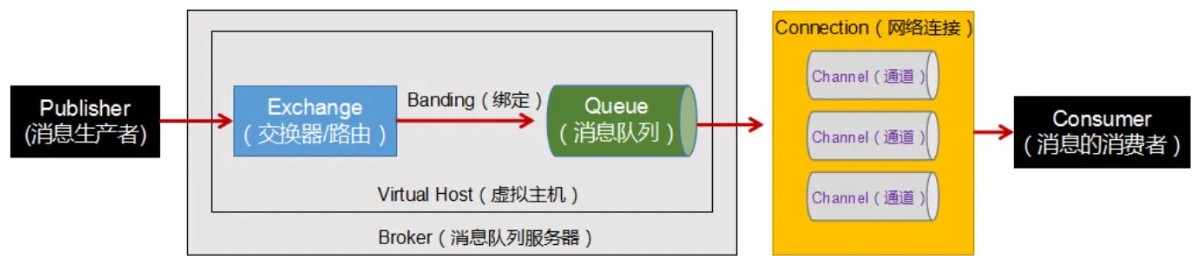 Publisher
(消息生产者)
Exchange
（交换器/路由）
Banding（绑定）
Queue
（消息队列）
Virtual Host（虚拟主机）
Broker（消息队列服务器）
Connection（网络连接）
Channel（通道）
Channel（通道）
Channel（通道）
Consumer
（消息的消费者）